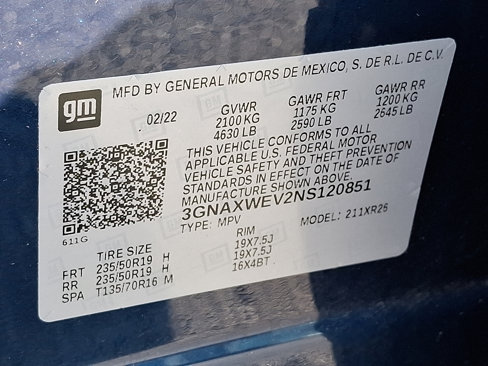 gm
MFD BY GENERAL MOTORS DE MEXICO, S. DE R.L. DE C.V.
02/22
GVWR GAWR FRT GAWR RR
2100 KG 1175 KG 1200 KG
4630 LB 2590 LB 2645 LB
THIS VEHICLE CONFORMS TO ALL
APPLICABLE U.S. FEDERAL MOTOR
VEHICLE SAFETY AND THEFT PREVENTION
STANDARDS IN EFFECT ON THE DATE OF
MANUFACTURE SHOWN ABOVE.
3GNAXWEV2NS120851
TYPE: MPV MODEL: 211XR26
611G
TIRE SIZE RIM
FRT 235/50R19 H 19X7.5J
RR 235/50R19 H 19X7.5J
SPA T135/70R16 M 16X4BT